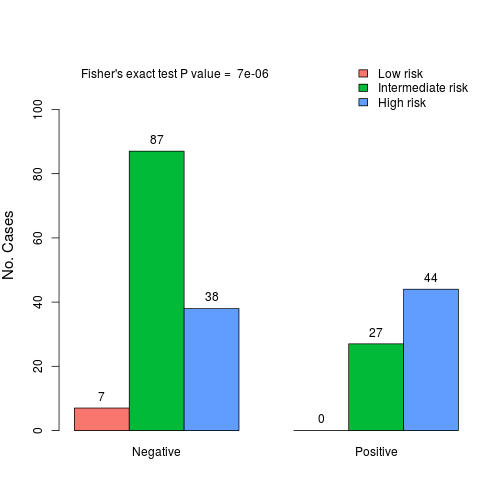 Fisher's exact test P value =  7e-06
Low risk
Intermediate risk
High risk
No. Cases
100
80
60
40
20
0
7
87
38
0
27
44
Negative
Positive